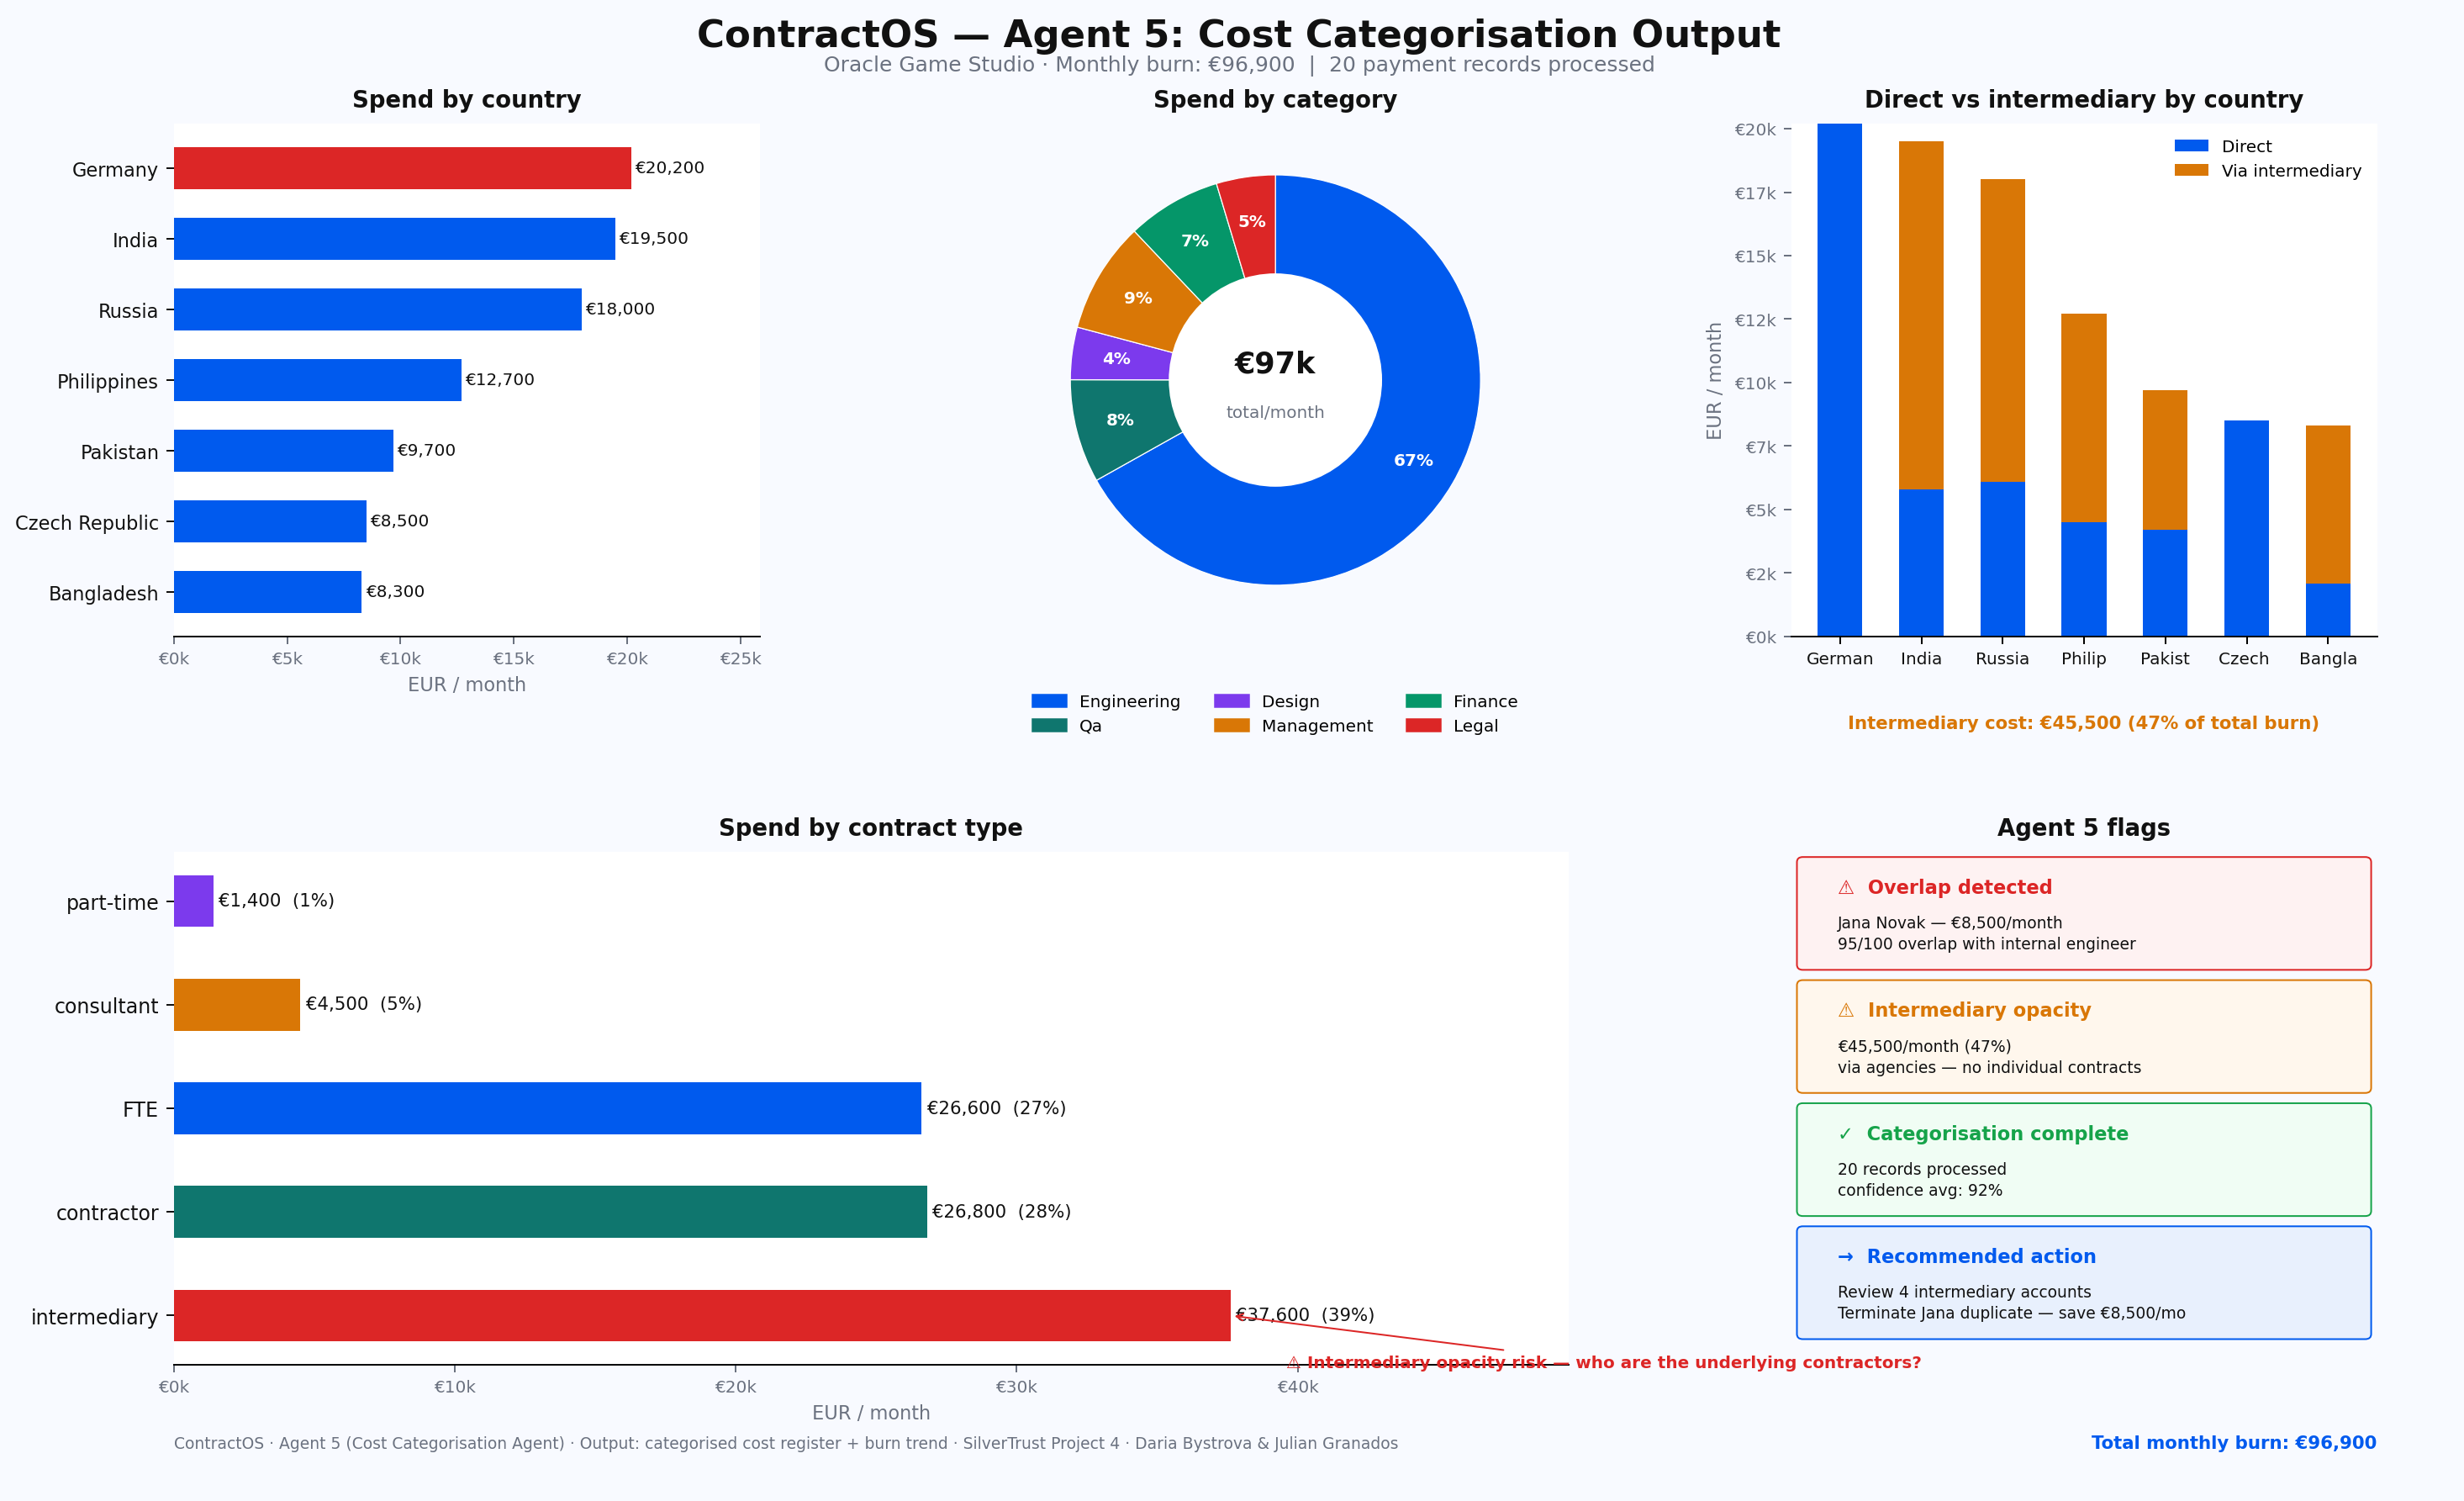 ContractOS — Agent 5: Cost Categorisation Output
Oracle Game Studio · Monthly burn: €96,900 | 20 payment records processed
Spend by country
Germany
€20,200
India
€19,500
Russia
€18,000
Philippines
€12,700
Pakistan
€9,700
Czech Republic
€8,500
Bangladesh
€8,300
€0k €5k €10k €15k €20k €25k
EUR / month
Spend by category
5%
7%
9%
4%
8%
67%
€97k
total/month
Engineering
Design
Finance
Qa
Management
Legal
Direct vs intermediary by country
Direct
Via intermediary
€20k
€17k
€15k
€12k
€10k
€7k
€5k
€2k
€0k
EUR / month
German India Russia Philip Pakist Czech Bangla
Intermediary cost: €45,500 (47% of total burn)
Spend by contract type
part-time
€1,400 (1%)
consultant
€4,500 (5%)
FTE
€26,600 (27%)
contractor
€26,800 (28%)
intermediary
€37,600 (39%)
⚠ Intermediary opacity risk — who are the underlying contractors?
€0k €10k €20k €30k €40k
EUR / month
Agent 5 flags
⚠ Overlap detected
Jana Novak — €8,500/month
95/100 overlap with internal engineer
⚠ Intermediary opacity
€45,500/month (47%)
via agencies — no individual contracts
✓ Categorisation complete
20 records processed
confidence avg: 92%
→ Recommended action
Review 4 intermediary accounts
Terminate Jana duplicate — save €8,500/mo
ContractOS · Agent 5 (Cost Categorisation Agent) · Output: categorised cost register + burn trend · SilverTrust Project 4 · Daria Bystrova & Julian Granados
Total monthly burn: €96,900